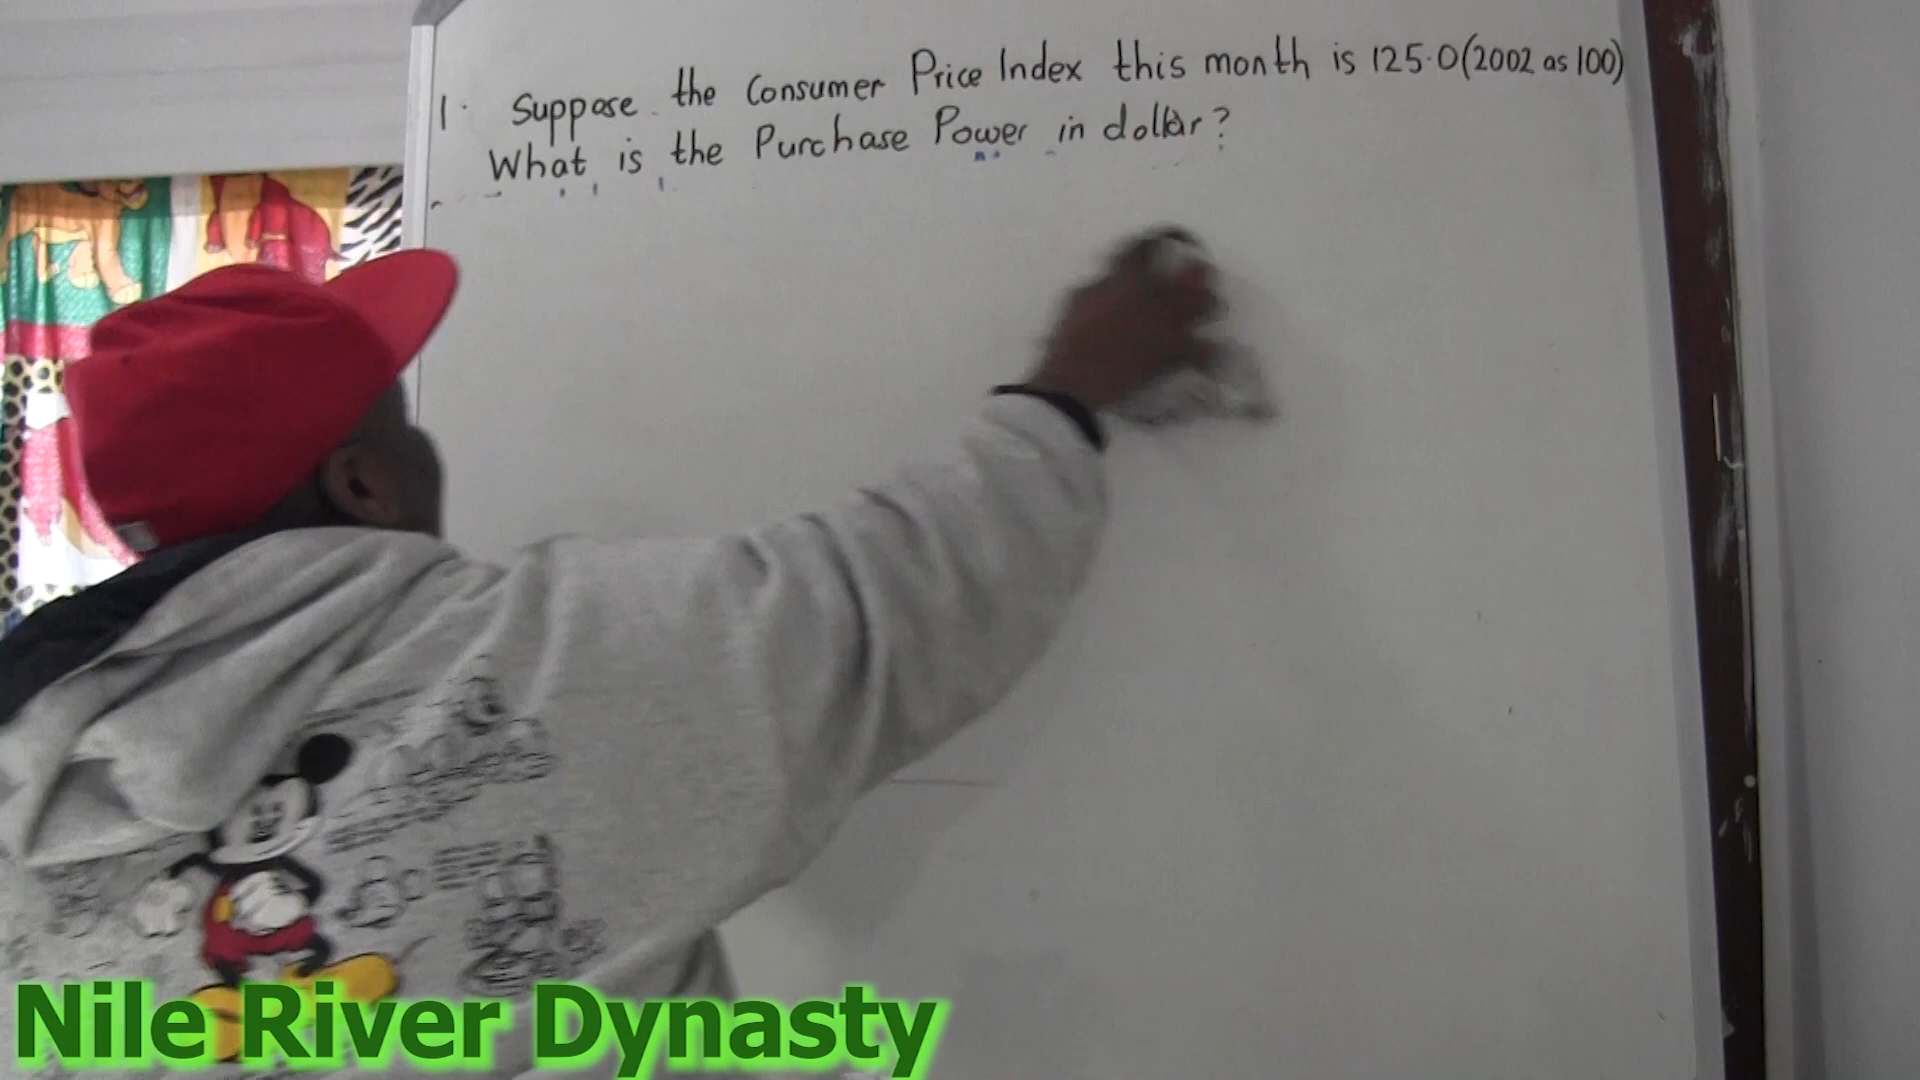 1. Suppose the Consumer Price Index this month is 125.0 (2002 as 100)
What is the Purchase Power in dollar?
Nile River Dynasty